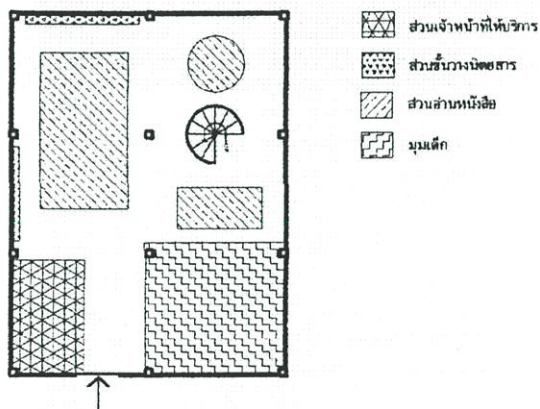 ส่วนเจ้าหน้าที่ให้บริการ
ส่วนชั้นวางนิตยสาร
ส่วนอ่านหนังสือ
มุมเด็ก